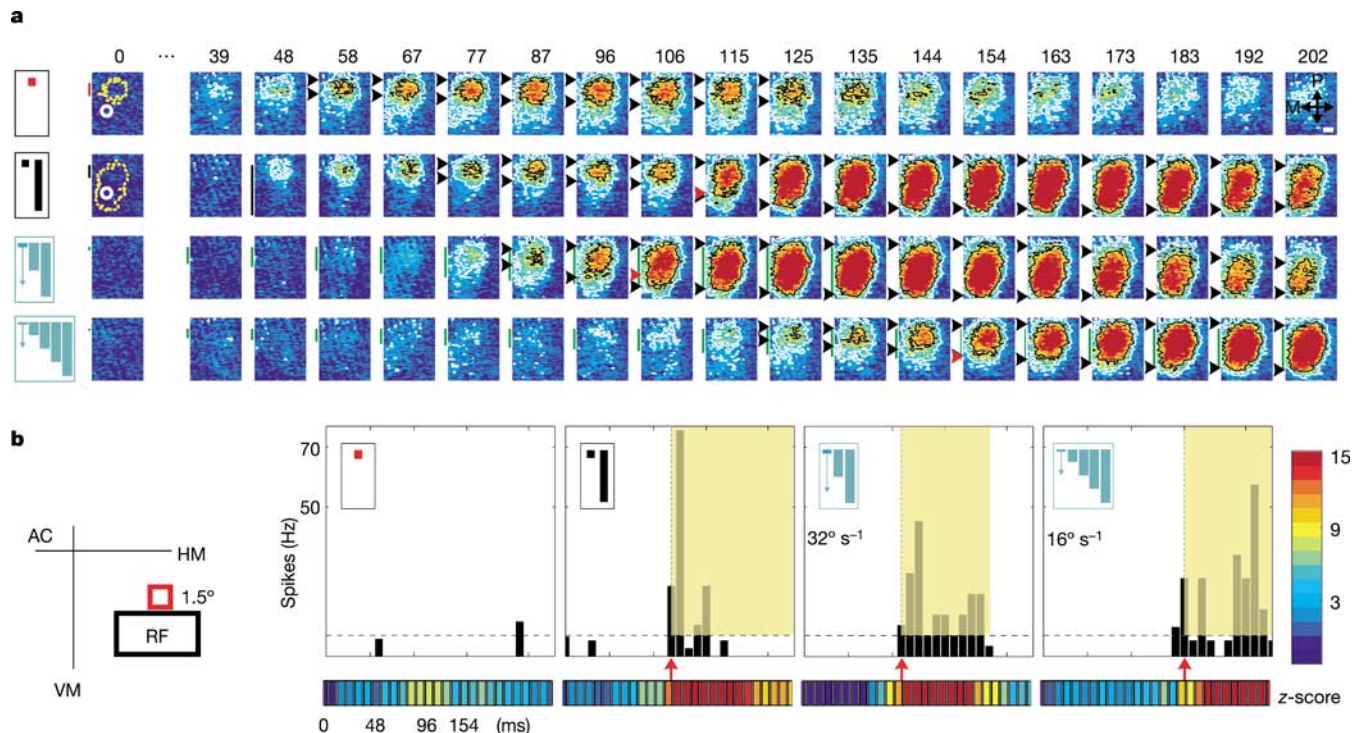 a
0 ... 39 48 58 67 77 87 96 106 115 125 135 144 154 163 173 183 192 202
P
M
b
AC
HM
1.5°
RF
VM
Spikes (Hz)
70
50
32° s⁻¹
16° s⁻¹
15
9
3
z-score
0 48 96 154 (ms)